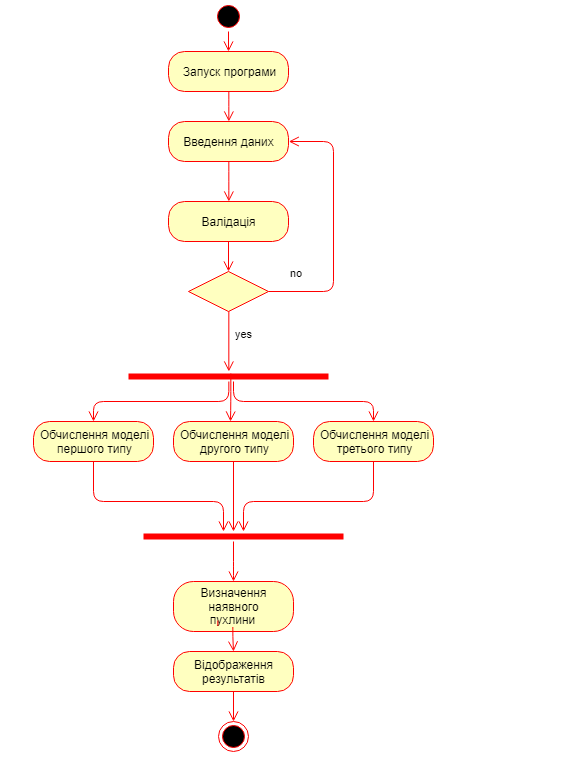 Запуск програми
Введення даних
Валідація
no
yes
Обчислення моделі
першого типу
Обчислення моделі
другого типу
Обчислення моделі
третього типу
Визначення
наявного
пухлини
Відображення
результатів